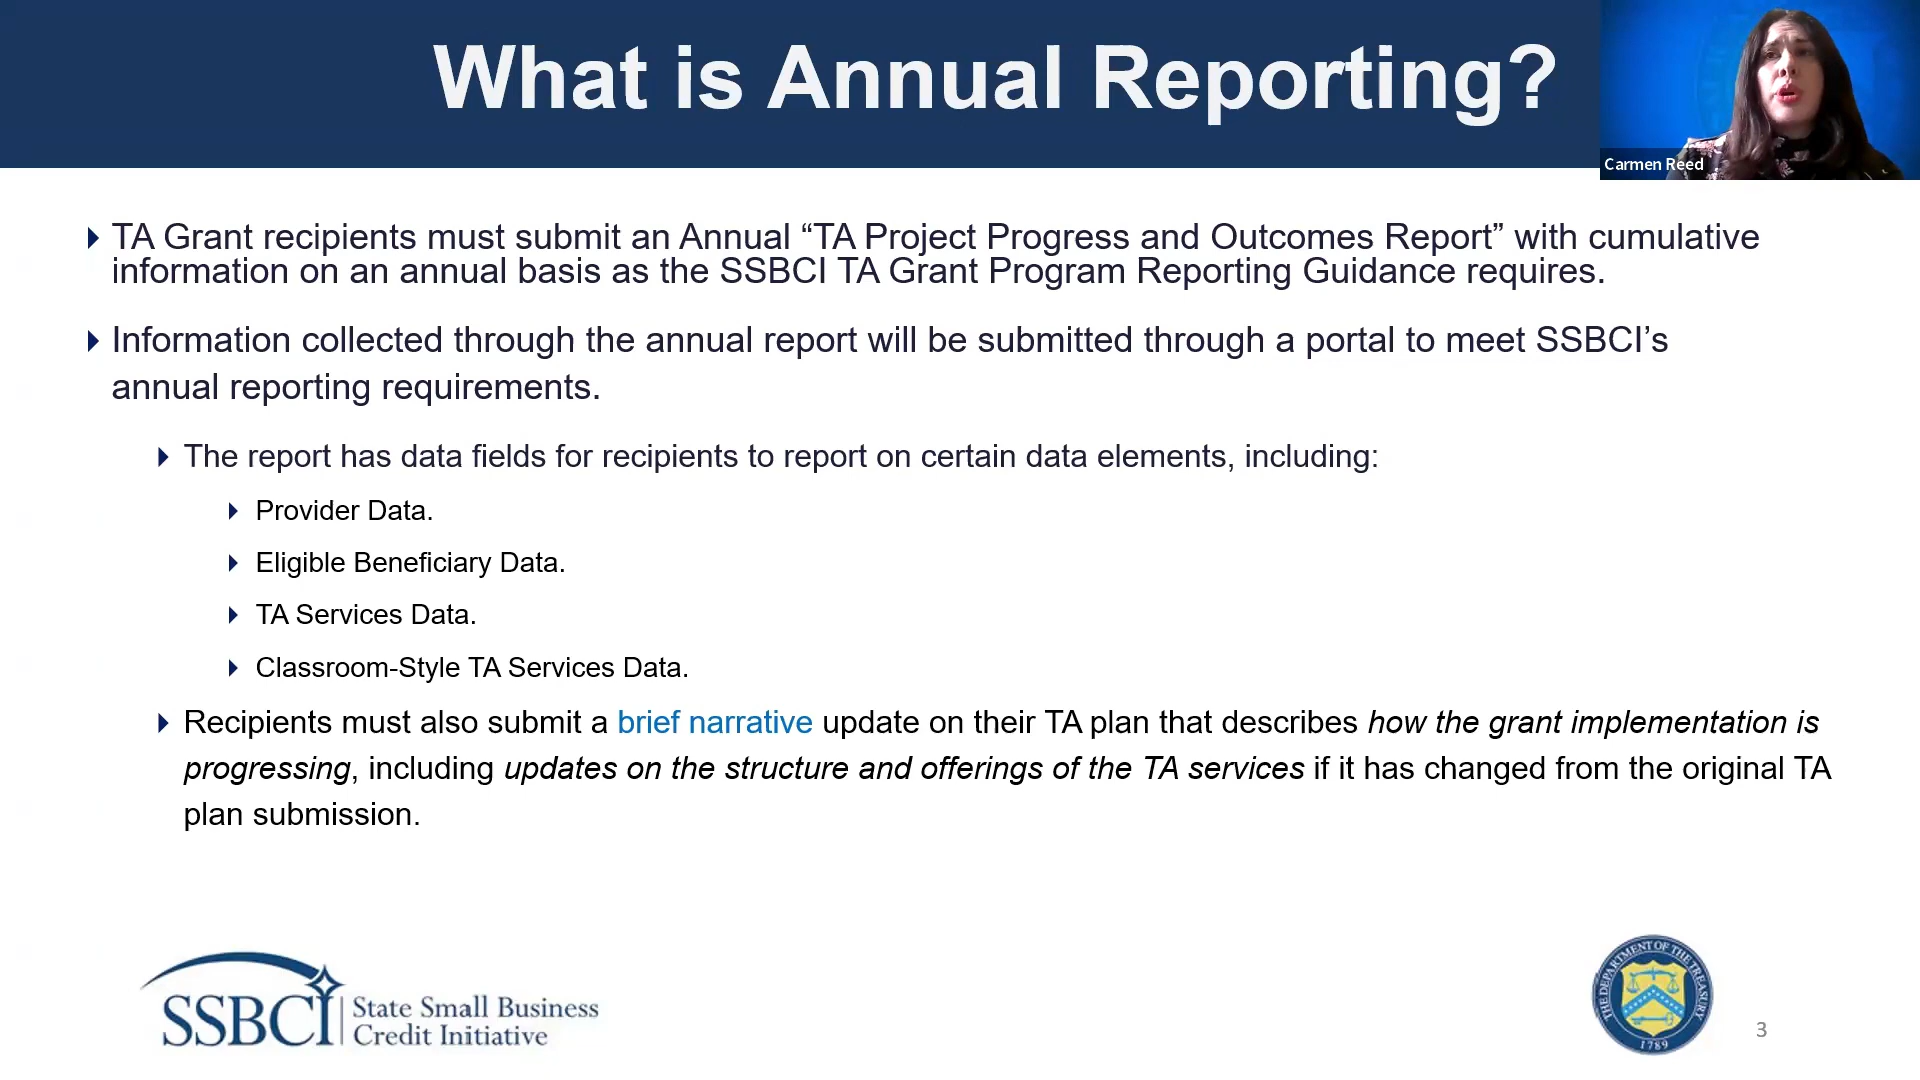 What is Annual Reporting?
Carmen Reed
TA Grant recipients must submit an Annual “TA Project Progress and Outcomes Report” with cumulative
information on an annual basis as the SSBCI TA Grant Program Reporting Guidance requires.
Information collected through the annual report will be submitted through a portal to meet SSBCI’s
annual reporting requirements.
The report has data fields for recipients to report on certain data elements, including:
Provider Data.
Eligible Beneficiary Data.
TA Services Data.
Classroom-Style TA Services Data.
Recipients must also submit a brief narrative update on their TA plan that describes how the grant implementation is
progressing, including updates on the structure and offerings of the TA services if it has changed from the original TA
plan submission.
SSBCI
State Small Business
Credit Initiative
THE DEPARTMENT OF THE TREASURY
1789
3